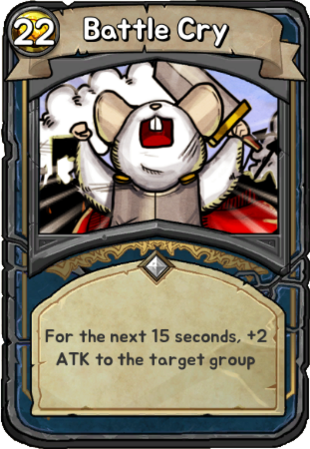 22
Battle Cry
For the next 15 seconds, +2
ATK to the target group